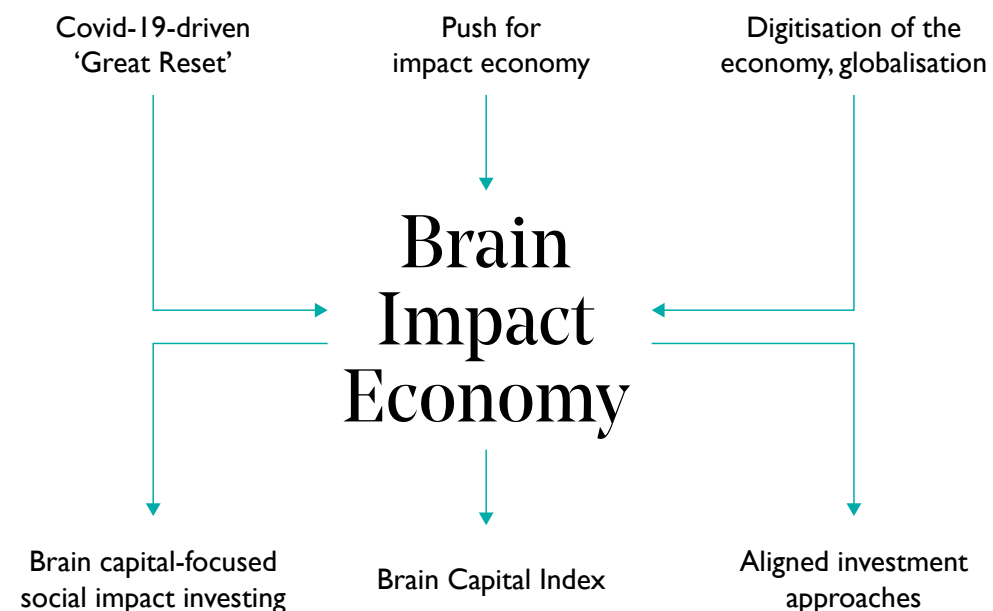 Covid-19-driven
‘Great Reset’
Push for
impact economy
Digitisation of the
economy, globalisation
Brain
Impact
Economy
Brain capital-focused
social impact investing
Brain Capital Index
Aligned investment
approaches